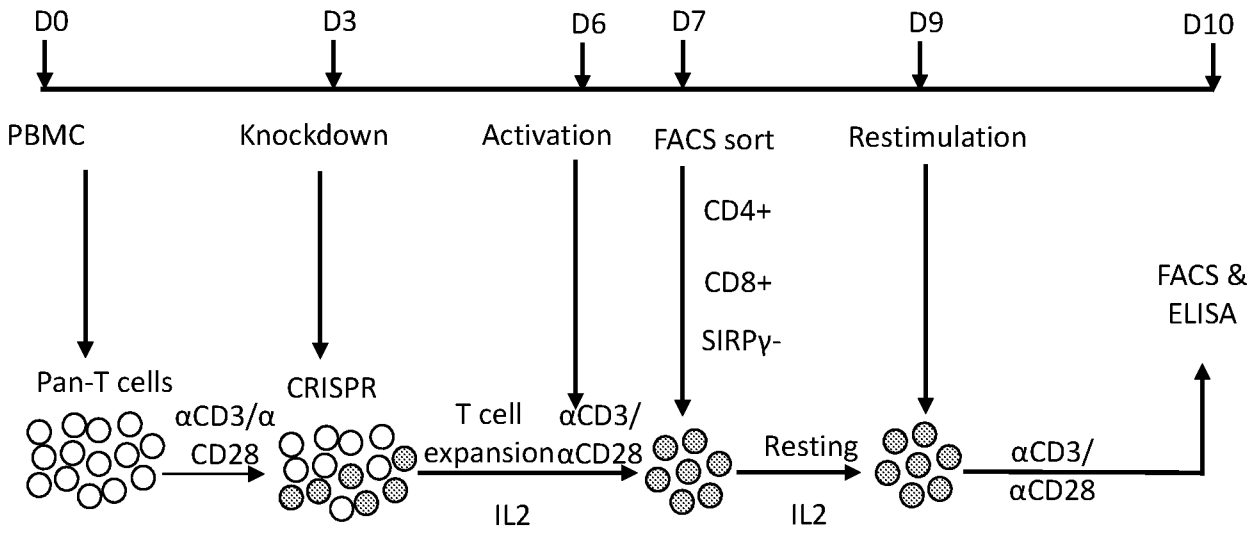 D0
D3
D6
D7
D9
D10
PBMC
Knockdown
Activation
FACS sort
Restimulation
CD4+
CD8+
SIRPγ-
FACS &
ELISA
Pan-T cells
αCD3/α
CD28
CRISPR
T cell
expansion
IL2
αCD3/
αCD28
Resting
IL2
αCD3/
αCD28